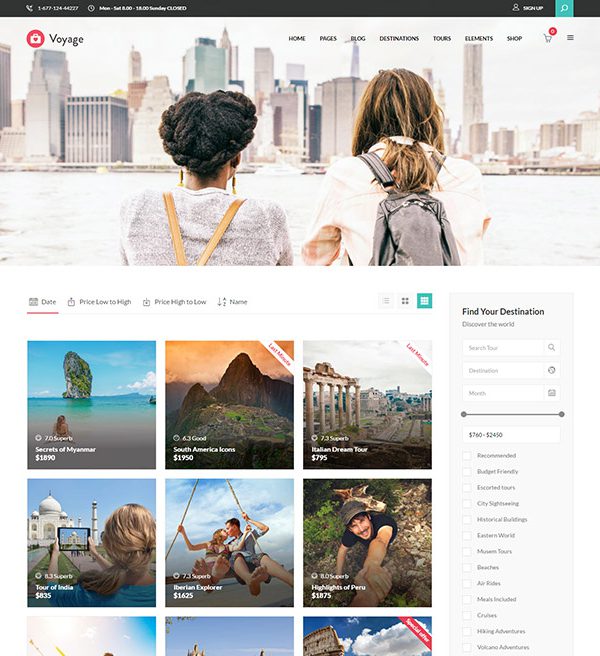 1-677-124-44227 Mon - Sat 8.00 - 18.00 Sunday CLOSED SIGN UP
Voyage HOME PAGES BLOG DESTINATIONS TOURS ELEMENTS SHOP 0
Date Price Low to High Price High to Low Name
Find Your Destination
Discover the world
Search Tour
Destination
Month
$760 - $2450
Recommended
Budget Friendly
Escorted tours
City Sightseeing
Historical Buildings
Eastern World
Musem Tours
Beaches
Air Rides
Meals Included
Cruises
Hiking Adventures
Volcano Adventures
7.0 Superb
Secrets of Myanmar
$1890
Last Minute
6.3 Good
South America Icons
$1950
Last Minute
7.3 Superb
Italian Dream Tour
$795
8.3 Superb
Tour of India
$835
7.3 Superb
Iberian Explorer
$1625
8.0 Superb
Highlights of Peru
$1875
Special offer